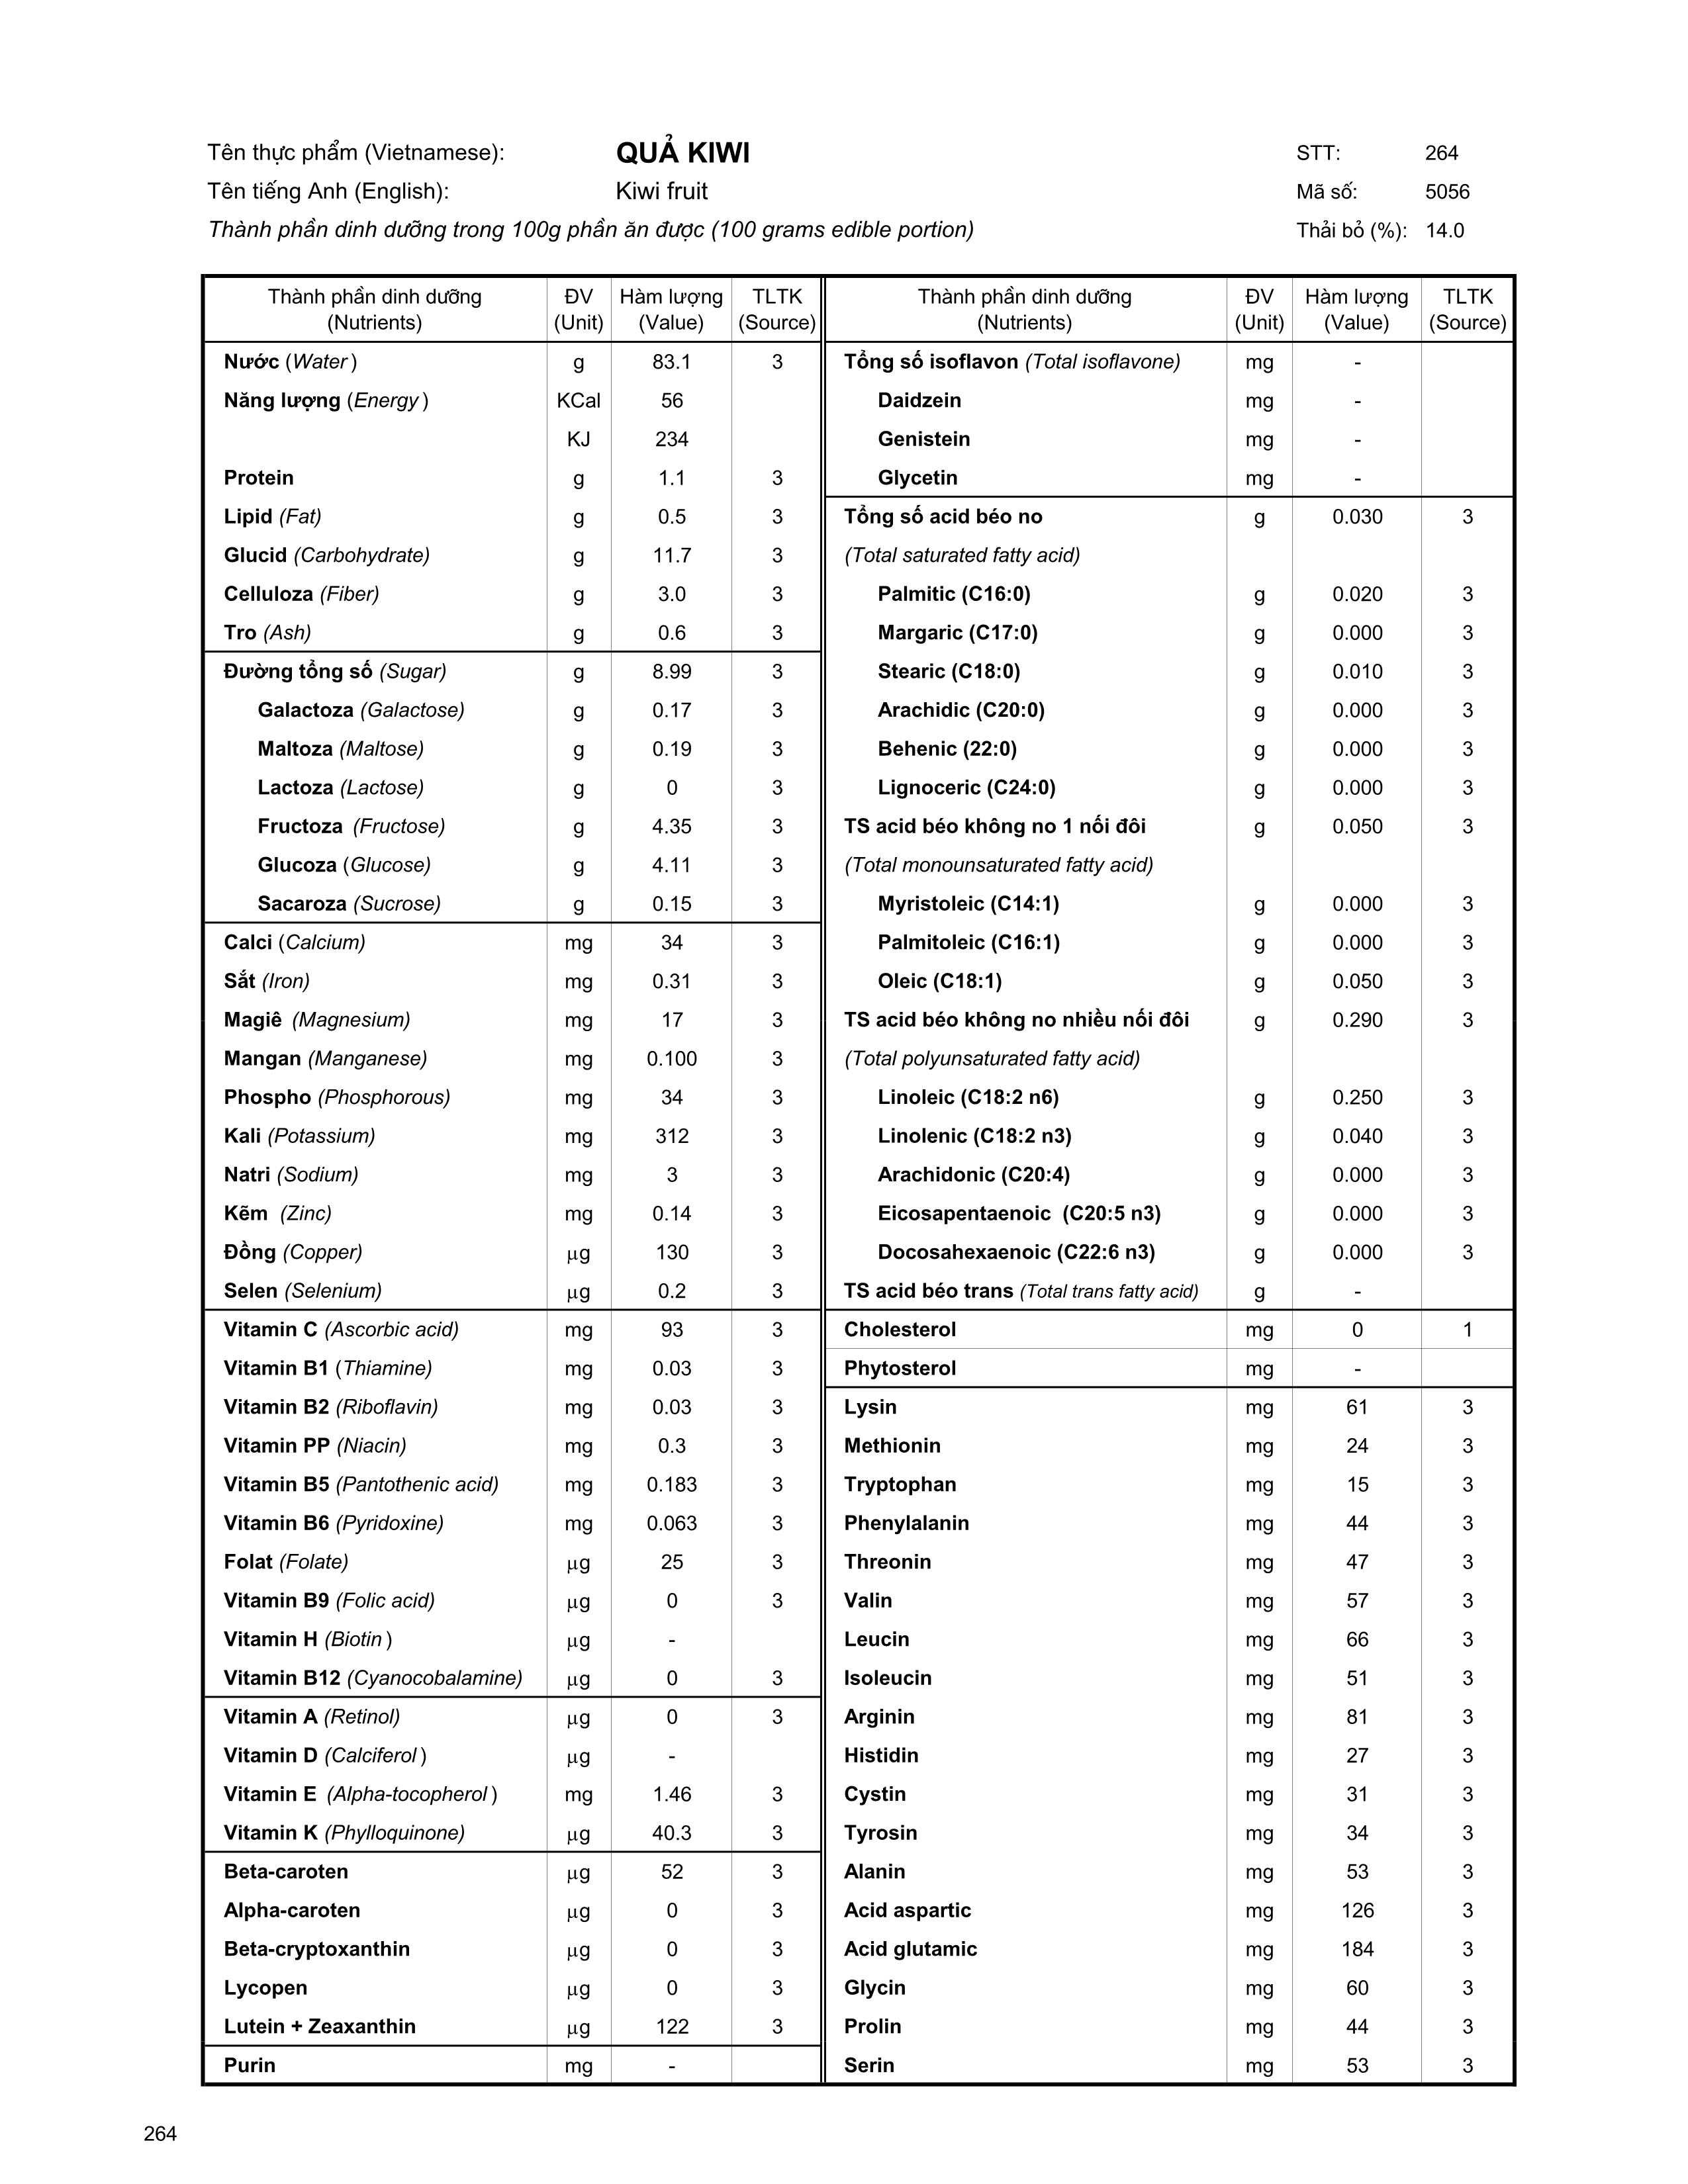 Tên thực phẩm (Vietnamese): QUẢ KIWI STT: 264
Tên tiếng Anh (English): Kiwi fruit Mã số: 5056
Thành phần dinh dưỡng trong 100g phần ăn được (100 grams edible portion) Thải bỏ (%): 14.0
Thành phần dinh dưỡng ĐV Hàm lượng TLTK
(Nutrients) (Unit) (Value) (Source)
Nước (Water) g 83.1 3
Năng lượng (Energy) KCal 56
KJ 234
Protein g 1.1 3
Lipid (Fat) g 0.5 3
Glucid (Carbohydrate) g 11.7 3
Celluloza (Fiber) g 3.0 3
Tro (Ash) g 0.6 3
Đường tổng số (Sugar) g 8.99 3
Galactoza (Galactose) g 0.17 3
Maltoza (Maltose) g 0.19 3
Lactoza (Lactose) g 0 3
Fructoza (Fructose) g 4.35 3
Glucoza (Glucose) g 4.11 3
Sacaroza (Sucrose) g 0.15 3
Calci (Calcium) mg 34 3
Sắt (Iron) mg 0.31 3
Magiê (Magnesium) mg 17 3
Mangan (Manganese) mg 0.100 3
Phospho (Phosphorous) mg 34 3
Kali (Potassium) mg 312 3
Natri (Sodium) mg 3 3
Kẽm (Zinc) mg 0.14 3
Đồng (Copper) μg 130 3
Selen (Selenium) μg 0.2 3
Vitamin C (Ascorbic acid) mg 93 3
Vitamin B1 (Thiamine) mg 0.03 3
Vitamin B2 (Riboflavin) mg 0.03 3
Vitamin PP (Niacin) mg 0.3 3
Vitamin B5 (Pantothenic acid) mg 0.183 3
Vitamin B6 (Pyridoxine) mg 0.063 3
Folat (Folate) μg 25 3
Vitamin B9 (Folic acid) μg 0 3
Vitamin H (Biotin) μg -
Vitamin B12 (Cyanocobalamine) μg 0 3
Vitamin A (Retinol) μg 0 3
Vitamin D (Calciferol) μg -
Vitamin E (Alpha-tocopherol) mg 1.46 3
Vitamin K (Phylloquinone) μg 40.3 3
Beta-caroten μg 52 3
Alpha-caroten μg 0 3
Beta-cryptoxanthin μg 0 3
Lycopen μg 0 3
Lutein + Zeaxanthin μg 122 3
Purin mg -
Thành phần dinh dưỡng ĐV Hàm lượng TLTK
(Nutrients) (Unit) (Value) (Source)
Tổng số isoflavon (Total isoflavone) mg -
Daidzein mg -
Genistein mg -
Glycetin mg -
Tổng số acid béo no g 0.030 3
(Total saturated fatty acid)
Palmitic (C16:0) g 0.020 3
Margaric (C17:0) g 0.000 3
Stearic (C18:0) g 0.010 3
Arachidic (C20:0) g 0.000 3
Behenic (22:0) g 0.000 3
Lignoceric (C24:0) g 0.000 3
TS acid béo không no 1 nối đôi g 0.050 3
(Total monounsaturated fatty acid)
Myristoleic (C14:1) g 0.000 3
Palmitoleic (C16:1) g 0.000 3
Oleic (C18:1) g 0.050 3
TS acid béo không no nhiều nối đôi g 0.290 3
(Total polyunsaturated fatty acid)
Linoleic (C18:2 n6) g 0.250 3
Linolenic (C18:2 n3) g 0.040 3
Arachidonic (C20:4) g 0.000 3
Eicosapentaenoic (C20:5 n3) g 0.000 3
Docosahexaenoic (C22:6 n3) g 0.000 3
TS acid béo trans (Total trans fatty acid) g -
Cholesterol mg 0 1
Phytosterol mg -
Lysin mg 61 3
Methionin mg 24 3
Tryptophan mg 15 3
Phenylalanin mg 44 3
Threonin mg 47 3
Valin mg 57 3
Leucin mg 66 3
Isoleucin mg 51 3
Arginin mg 81 3
Histidin mg 27 3
Cystin mg 31 3
Tyrosin mg 34 3
Alanin mg 53 3
Acid aspartic mg 126 3
Acid glutamic mg 184 3
Glycin mg 60 3
Prolin mg 44 3
Serin mg 53 3
264